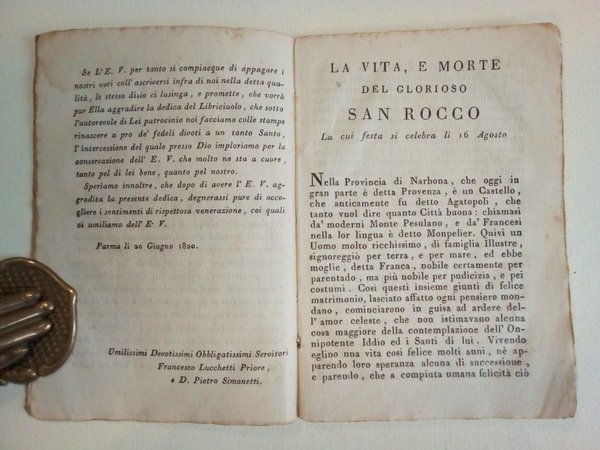 Se L'E. V. per tanto si compiacque di appagare i
nostri voti coll' ascriversi infra di noi nella detta qua-
lità, lo stesso disìo ci lusinga, e promette, che vorrà
pur Ella aggradire la dedica del Libricciuolo, che sotto
l'autorevole di Lei patrocinio noi facciamo colle stampe
rinascere a pro de' fedeli divoti a un tanto Santo,
l'intercessione del quale presso Dio imploriamo per la
conservazione dell' E. V. che molto ne sta a cuore,
tanto pel di lei bene, quanto pel nostro.
Speriamo innoltre, che dopo di avere l' E. V. ag-
gradita la presente dedica, degnerassi pure di acco-
gliere i sentimenti di rispettosa venerazione, coi quali
ci umiliamo dell' E. V.
Parma li 20 Giugno 1820.
Umilissimi Devotissimi Obbligatissimi Servitori
Francesco Lucchetti Priore,
e D. Pietro Simonetti.
LA VITA, E MORTE
DEL GLORIOSO
SAN ROCCO
La cui festa si celebra li 16 Agosto
Nella Provincia di Narbona, che oggi in
gran parte è detta Provenza, è un Castello,
che anticamente fu detto Agatopoli, che
tanto vuol dire quanto Città buona: chiamasi
da' moderni Monte Pesulano, e da' Francesi
nella lor lingua è detto Monpelier. Quivi un
Uomo molto ricchissimo, di famiglia Illustre,
signoreggiò per terra, e per mare, ed ebbe
moglie, detta Franca, nobile certamente per
parentado, ma più nobile per pudicizia, e pei
costumi. Così questi insieme giunti di felice
matrimonio, lasciato affatto ogni pensiero mon-
dano, cominciarono in guisa ad ardere del-
l'amor celeste, che non istimavano alcuna
cosa maggiore della contemplazione dell' On-
nipotente Iddio ed i Santi di lui. Vivendo
eglino una vita così felice molti anni, nè ap-
parendo loro speranza alcuna di successione,
e parendo, che a compiuta umana felicità ciò